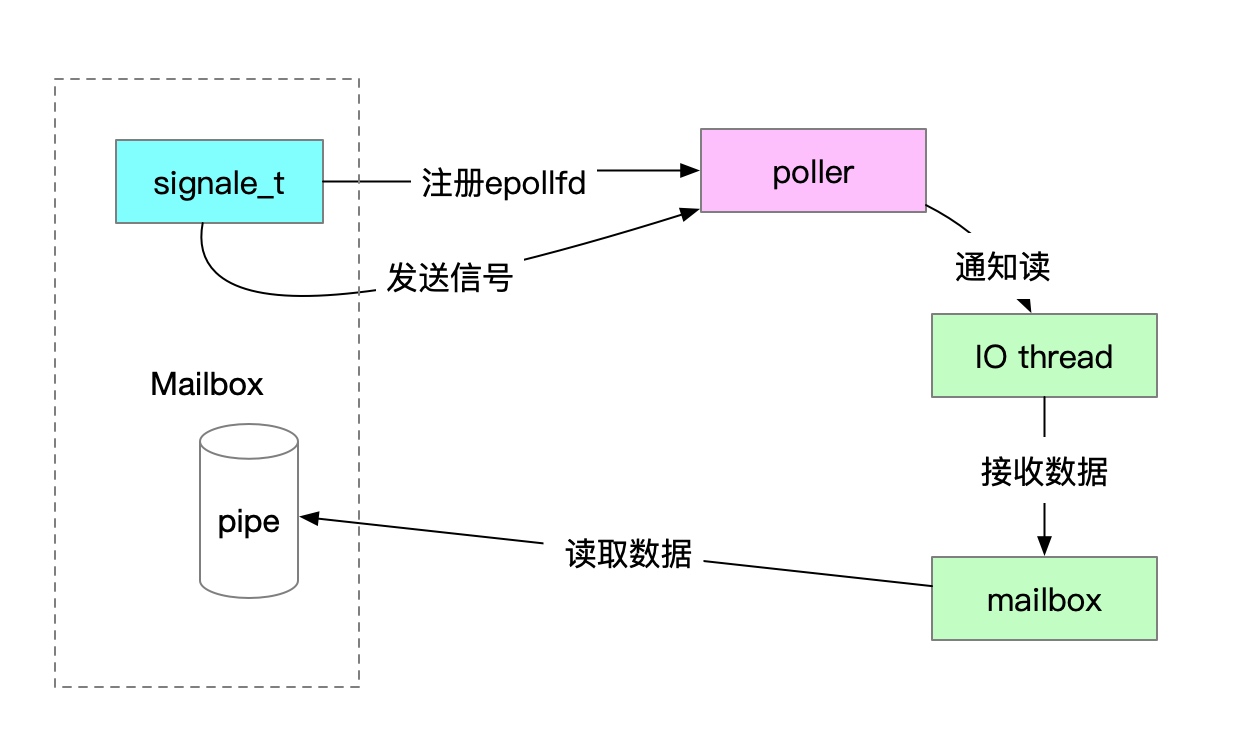 signale_t
注册epollfd
poller
发送信号
通知读
IO thread
Mailbox
接收数据
pipe
读取数据
mailbox